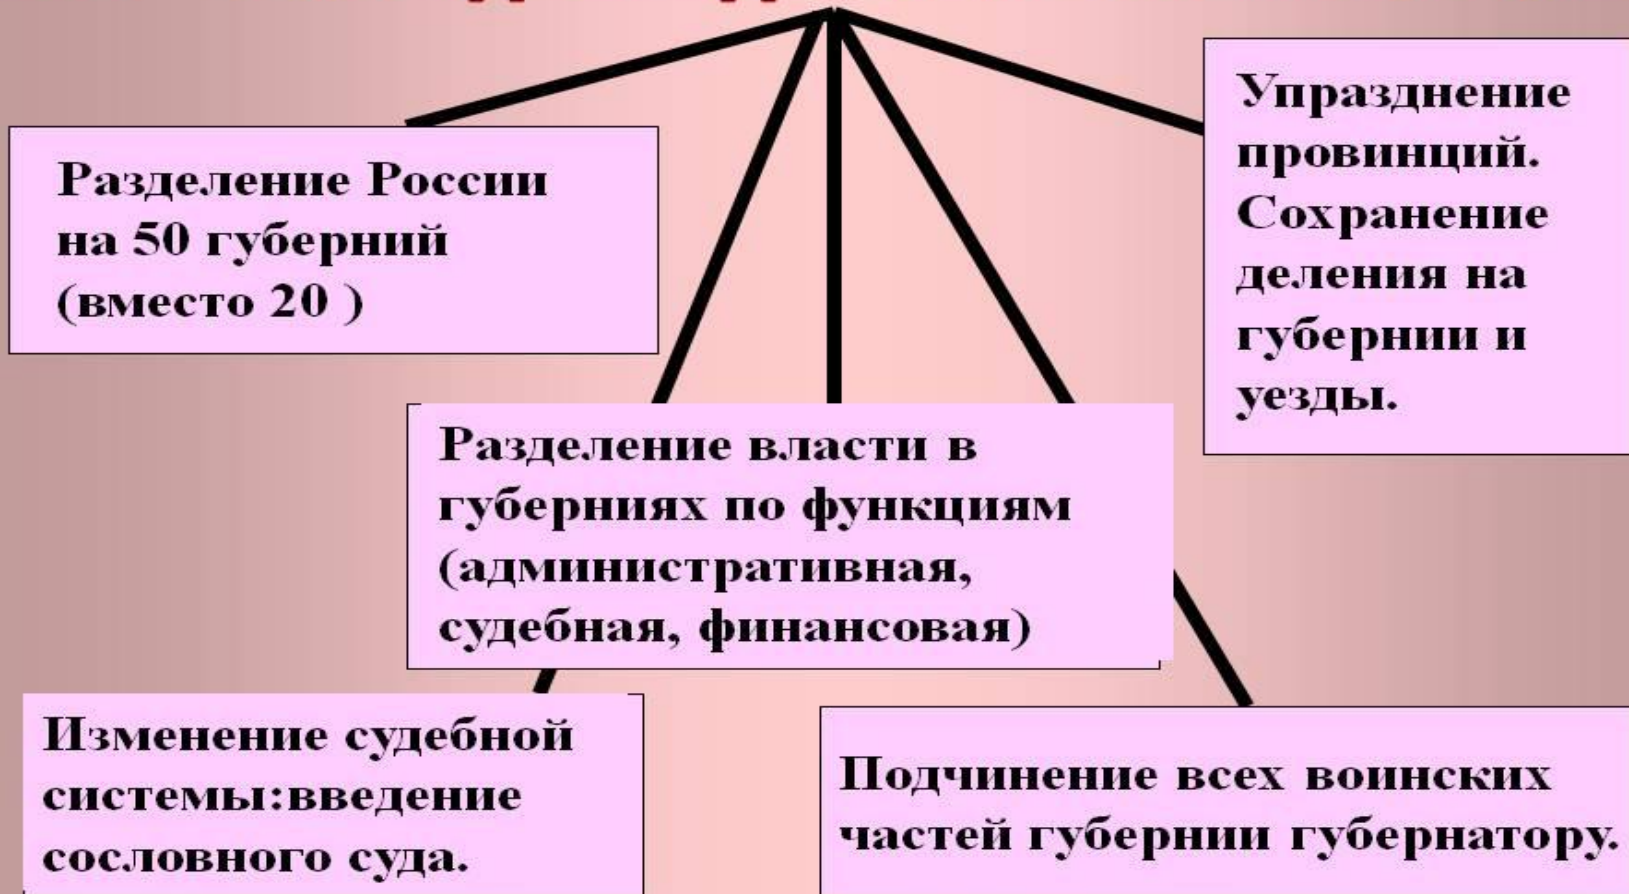 Разделение России
на 50 губерний
(вместо 20 )
Упразднение
провинций.
Сохранение
деления на
губернии и
уезды.
Разделение власти в
губерниях по функциям
(административная,
судебная, финансовая)
Изменение судебной
системы:введение
сословного суда.
Подчинение всех воинских
частей губернии губернатору.